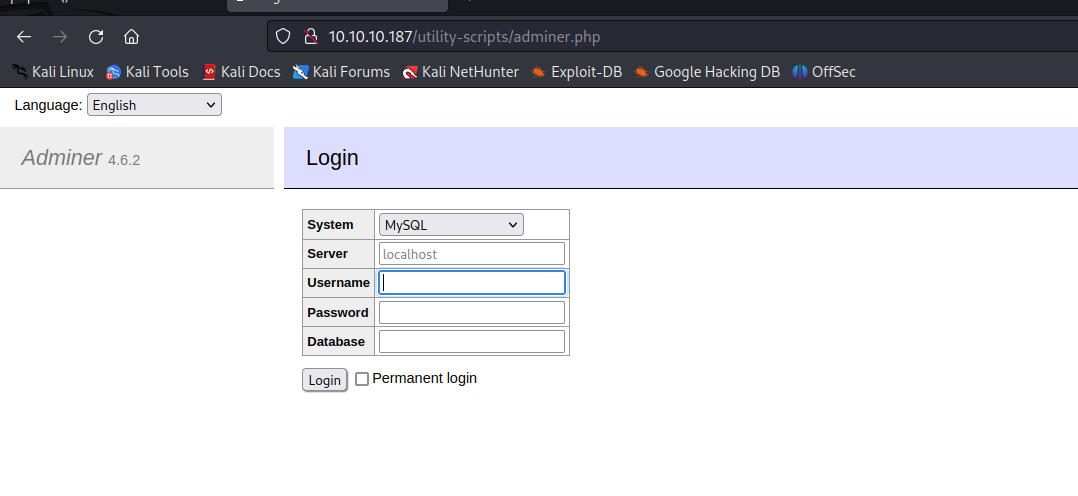 10.10.10.187/utility-scripts/adminer.php
Kali Linux Kali Tools Kali Docs Kali Forums Kali NetHunter Exploit-DB Google Hacking DB OffSec
Language: English
Adminer 4.6.2
Login
System MySQL
Server localhost
Username
Password
Database
Login Permanent login